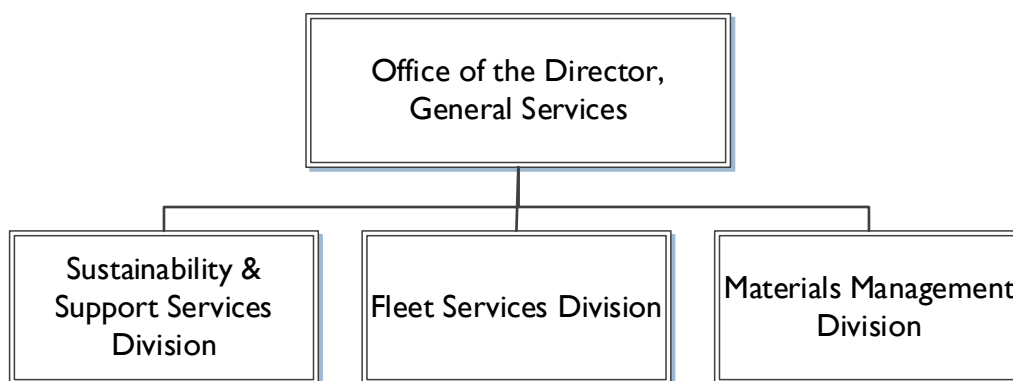 Office of the Director,
General Services
Sustainability &
Support Services
Division
Fleet Services Division
Materials Management
Division